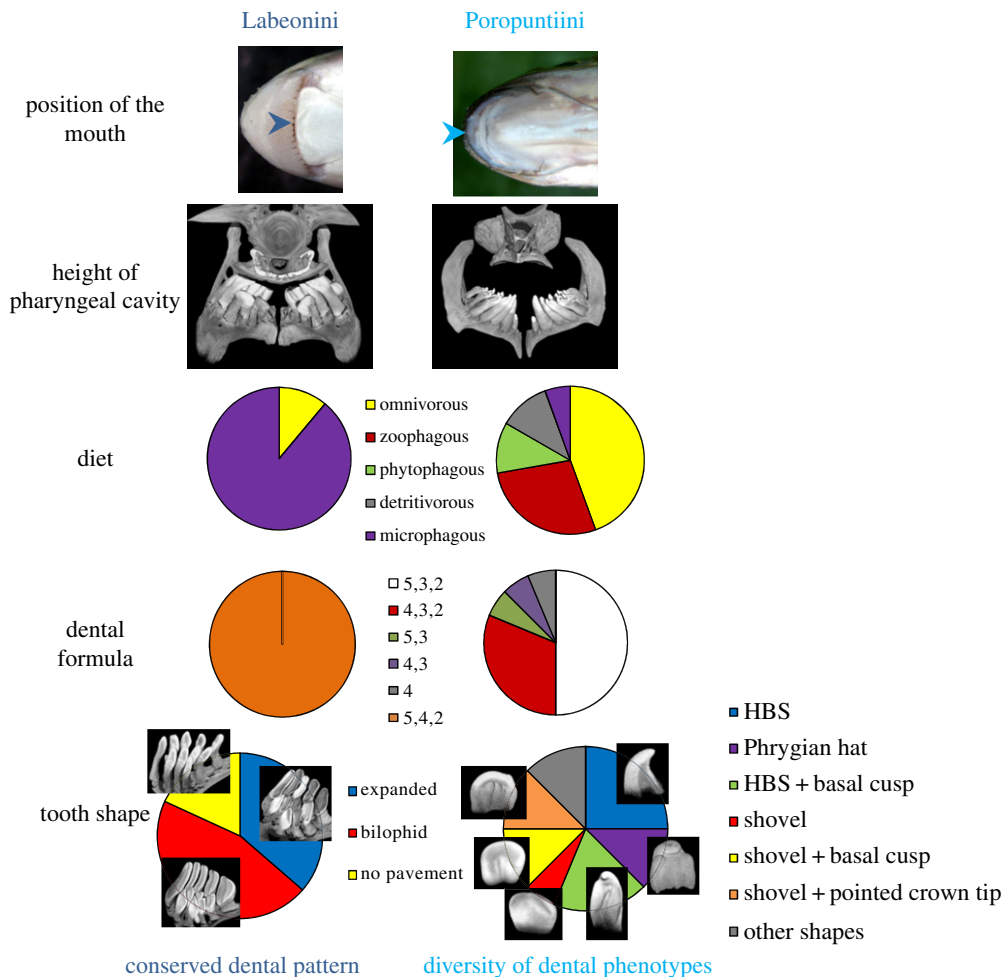 Labeonini Poropuntiini
position of the
mouth
height of
pharyngeal cavity
diet
omnivorous
zoophagous
phytophagous
detritivorous
microphagous
dental
formula
5,3,2
4,3,2
5,3
4,3
4
5,4,2
tooth shape
expanded
bilophid
no pavement
HBS
Phrygian hat
HBS + basal cusp
shovel
shovel + basal cusp
shovel + pointed crown tip
other shapes
conserved dental pattern diversity of dental phenotypes